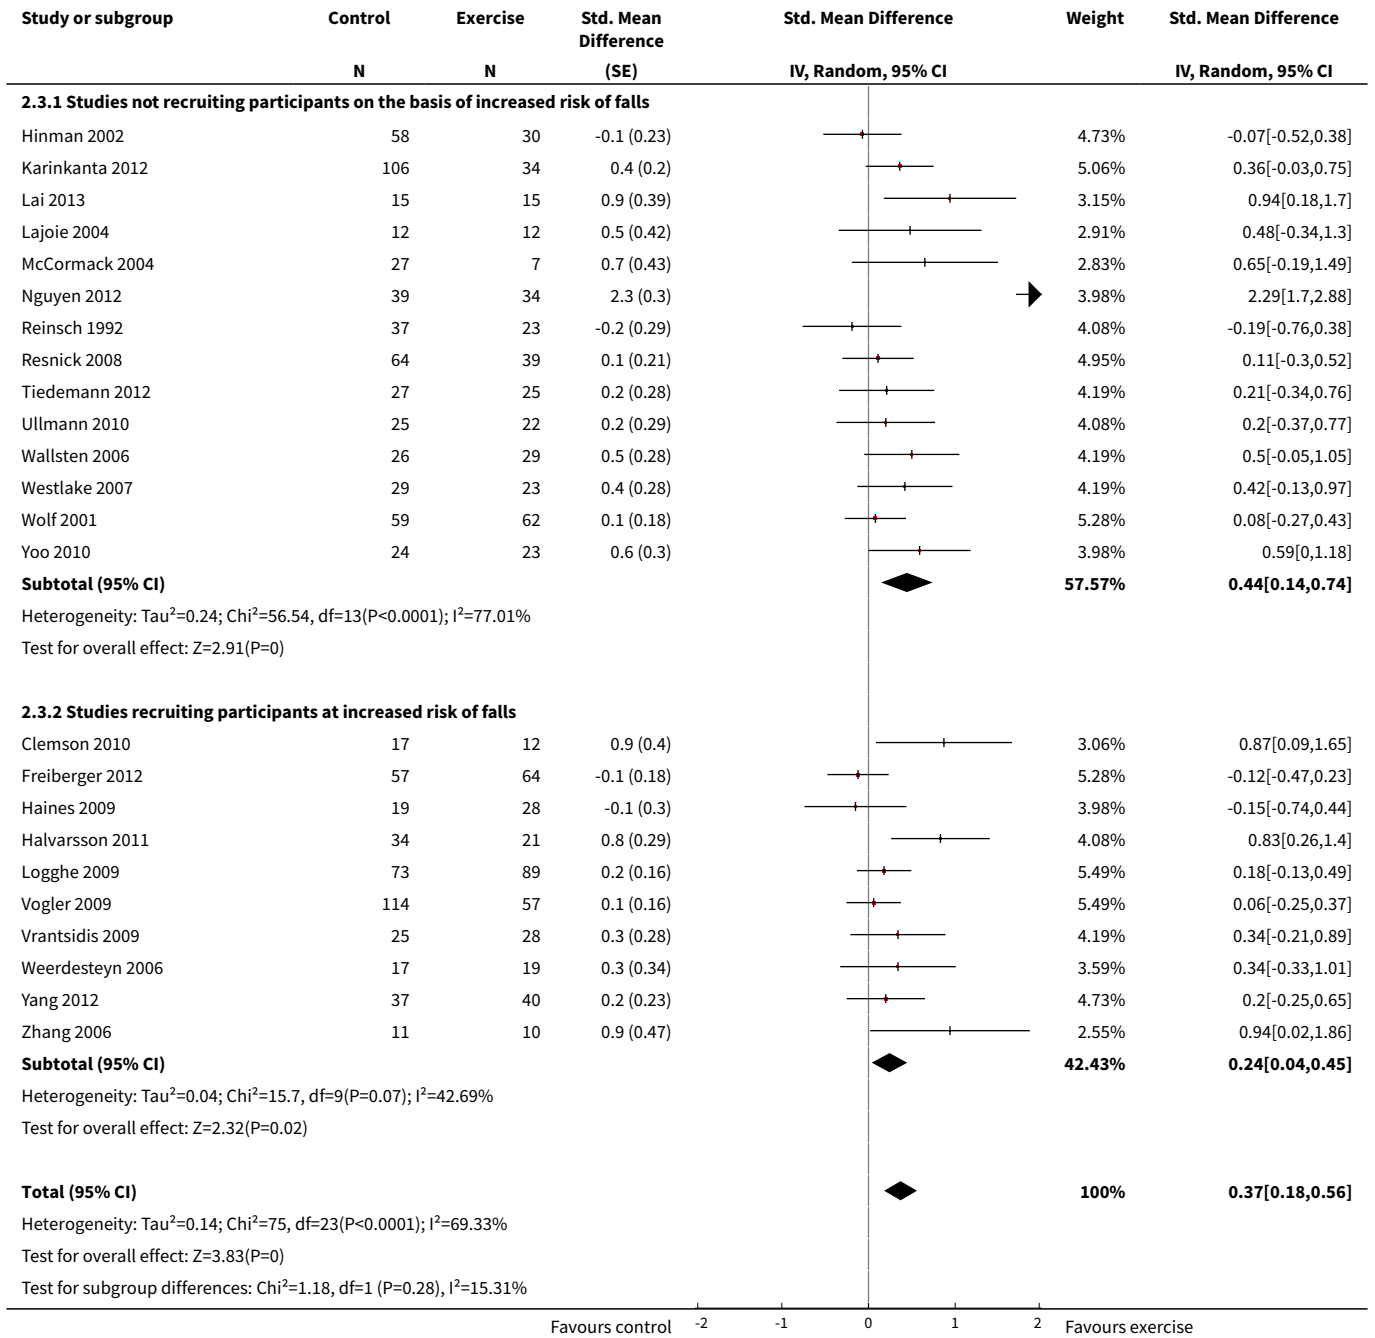 Study or subgroup Control Exercise Std. Mean Difference Std. Mean Difference Weight Std. Mean Difference
N N (SE) IV, Random, 95% CI IV, Random, 95% CI
2.3.1 Studies not recruiting participants on the basis of increased risk of falls
Hinman 2002 58 30 -0.1 (0.23) 4.73% -0.07[-0.52,0.38]
Karinkanta 2012 106 34 0.4 (0.2) 5.06% 0.36[-0.03,0.75]
Lai 2013 15 15 0.9 (0.39) 3.15% 0.94[0.18,1.7]
Lajoie 2004 12 12 0.5 (0.42) 2.91% 0.48[-0.34,1.3]
McCormack 2004 27 7 0.7 (0.43) 2.83% 0.65[-0.19,1.49]
Nguyen 2012 39 34 2.3 (0.3) 3.98% 2.29[1.7,2.88]
Reinsch 1992 37 23 -0.2 (0.29) 4.08% -0.19[-0.76,0.38]
Resnick 2008 64 39 0.1 (0.21) 4.95% 0.11[-0.3,0.52]
Tiedemann 2012 27 25 0.2 (0.28) 4.19% 0.21[-0.34,0.76]
Ullmann 2010 25 22 0.2 (0.29) 4.08% 0.2[-0.37,0.77]
Wallsten 2006 26 29 0.5 (0.28) 4.19% 0.5[-0.05,1.05]
Westlake 2007 29 23 0.4 (0.28) 4.19% 0.42[-0.13,0.97]
Wolf 2001 59 62 0.1 (0.18) 5.28% 0.08[-0.27,0.43]
Yoo 2010 24 23 0.6 (0.3) 3.98% 0.59[0,1.18]
Subtotal (95% CI) 57.57% 0.44[0.14,0.74]
Heterogeneity: Tau²=0.24; Chi²=56.54, df=13(P<0.0001); I²=77.01%
Test for overall effect: Z=2.91(P=0)
2.3.2 Studies recruiting participants at increased risk of falls
Clemson 2010 17 12 0.9 (0.4) 3.06% 0.87[0.09,1.65]
Freiberger 2012 57 64 -0.1 (0.18) 5.28% -0.12[-0.47,0.23]
Haines 2009 19 28 -0.1 (0.3) 3.98% -0.15[-0.74,0.44]
Halvarsson 2011 34 21 0.8 (0.29) 4.08% 0.83[0.26,1.4]
Logghe 2009 73 89 0.2 (0.16) 5.49% 0.18[-0.13,0.49]
Vogler 2009 114 57 0.1 (0.16) 5.49% 0.06[-0.25,0.37]
Vrantsidis 2009 25 28 0.3 (0.28) 4.19% 0.34[-0.21,0.89]
Weerdesteyn 2006 17 19 0.3 (0.34) 3.59% 0.34[-0.33,1.01]
Yang 2012 37 40 0.2 (0.23) 4.73% 0.2[-0.25,0.65]
Zhang 2006 11 10 0.9 (0.47) 2.55% 0.94[0.02,1.86]
Subtotal (95% CI) 42.43% 0.24[0.04,0.45]
Heterogeneity: Tau²=0.04; Chi²=15.7, df=9(P=0.07); I²=42.69%
Test for overall effect: Z=2.32(P=0.02)
Total (95% CI) 100% 0.37[0.18,0.56]
Heterogeneity: Tau²=0.14; Chi²=75, df=23(P<0.0001); I²=69.33%
Test for overall effect: Z=3.83(P=0)
Test for subgroup differences: Chi²=1.18, df=1 (P=0.28), I²=15.31%
Favours control -2 -1 0 1 2 Favours exercise